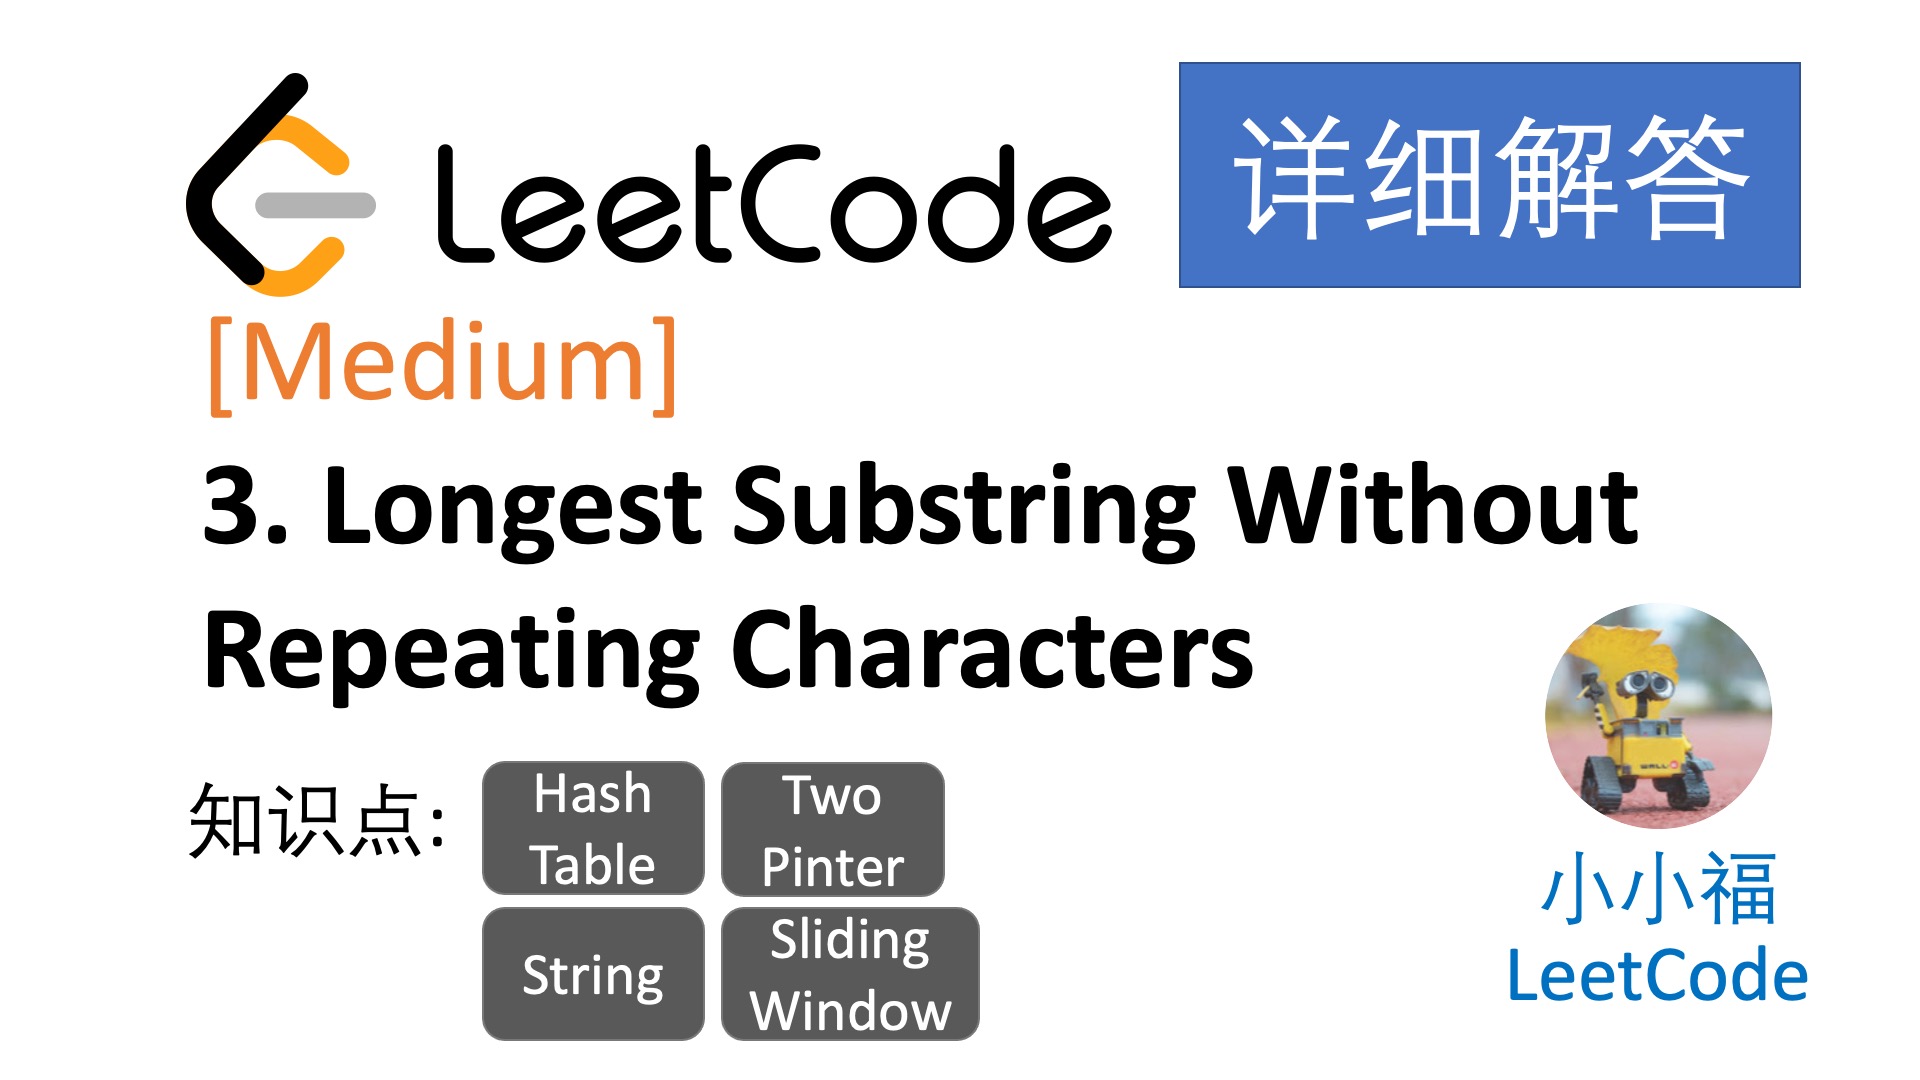 LeetCode
详细解答
[Medium]
3. Longest Substring Without
Repeating Characters
知识点:
Hash
Table
Two
Pinter
String
Sliding
Window
WALL
小小福
LeetCode